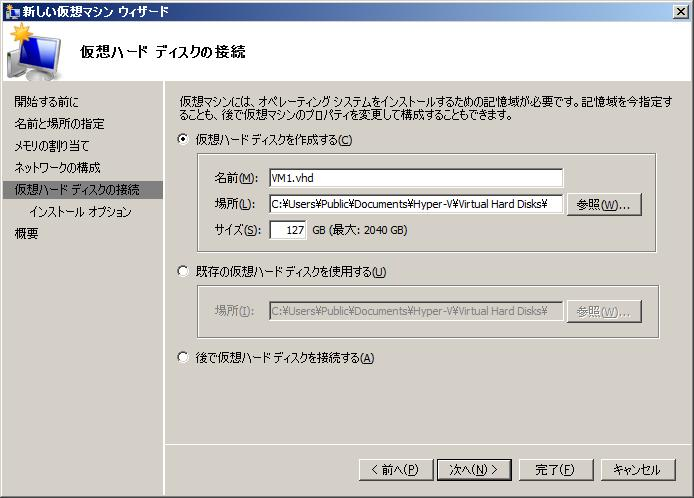 新しい仮想マシン ウィザード
仮想ハード ディスクの接続
開始する前に
名前と場所の指定
メモリの割り当て
ネットワークの構成
仮想ハード ディスクの接続
インストール オプション
概要
仮想マシンには、オペレーティング システムをインストールするための記憶域が必要です。記憶域を今指定す
ることも、後で仮想マシンのプロパティを変更して構成することもできます。
仮想ハード ディスクを作成する(C)
名前(M): VM1.vhd
場所(L): C:¥Users¥Public¥Documents¥Hyper-V¥Virtual Hard Disks¥ 参照(W)...
サイズ(S): 127 GB (最大: 2040 GB)
既存の仮想ハード ディスクを使用する(U)
場所(I): C:¥Users¥Public¥Documents¥Hyper-V¥Virtual Hard Disks¥ 参照(W)...
後で仮想ハード ディスクを接続する(A)
< 前へ(P) 次へ(N) > 完了(F) キャンセル